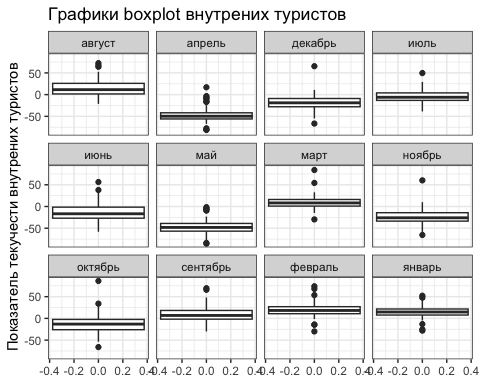 Графики boxplot внутрених туристов
Показатель текучести внутрених туристов
август апрель декабрь июль
50
0
-50
июнь май март ноябрь
50
0
-50
октябрь сентябрь февраль январь
50
0
-50
-0.4 -0.2 0.0 0.2 0.4 -0.4 -0.2 0.0 0.2 0.4 -0.4 -0.2 0.0 0.2 0.4 -0.4 -0.2 0.0 0.2 0.4